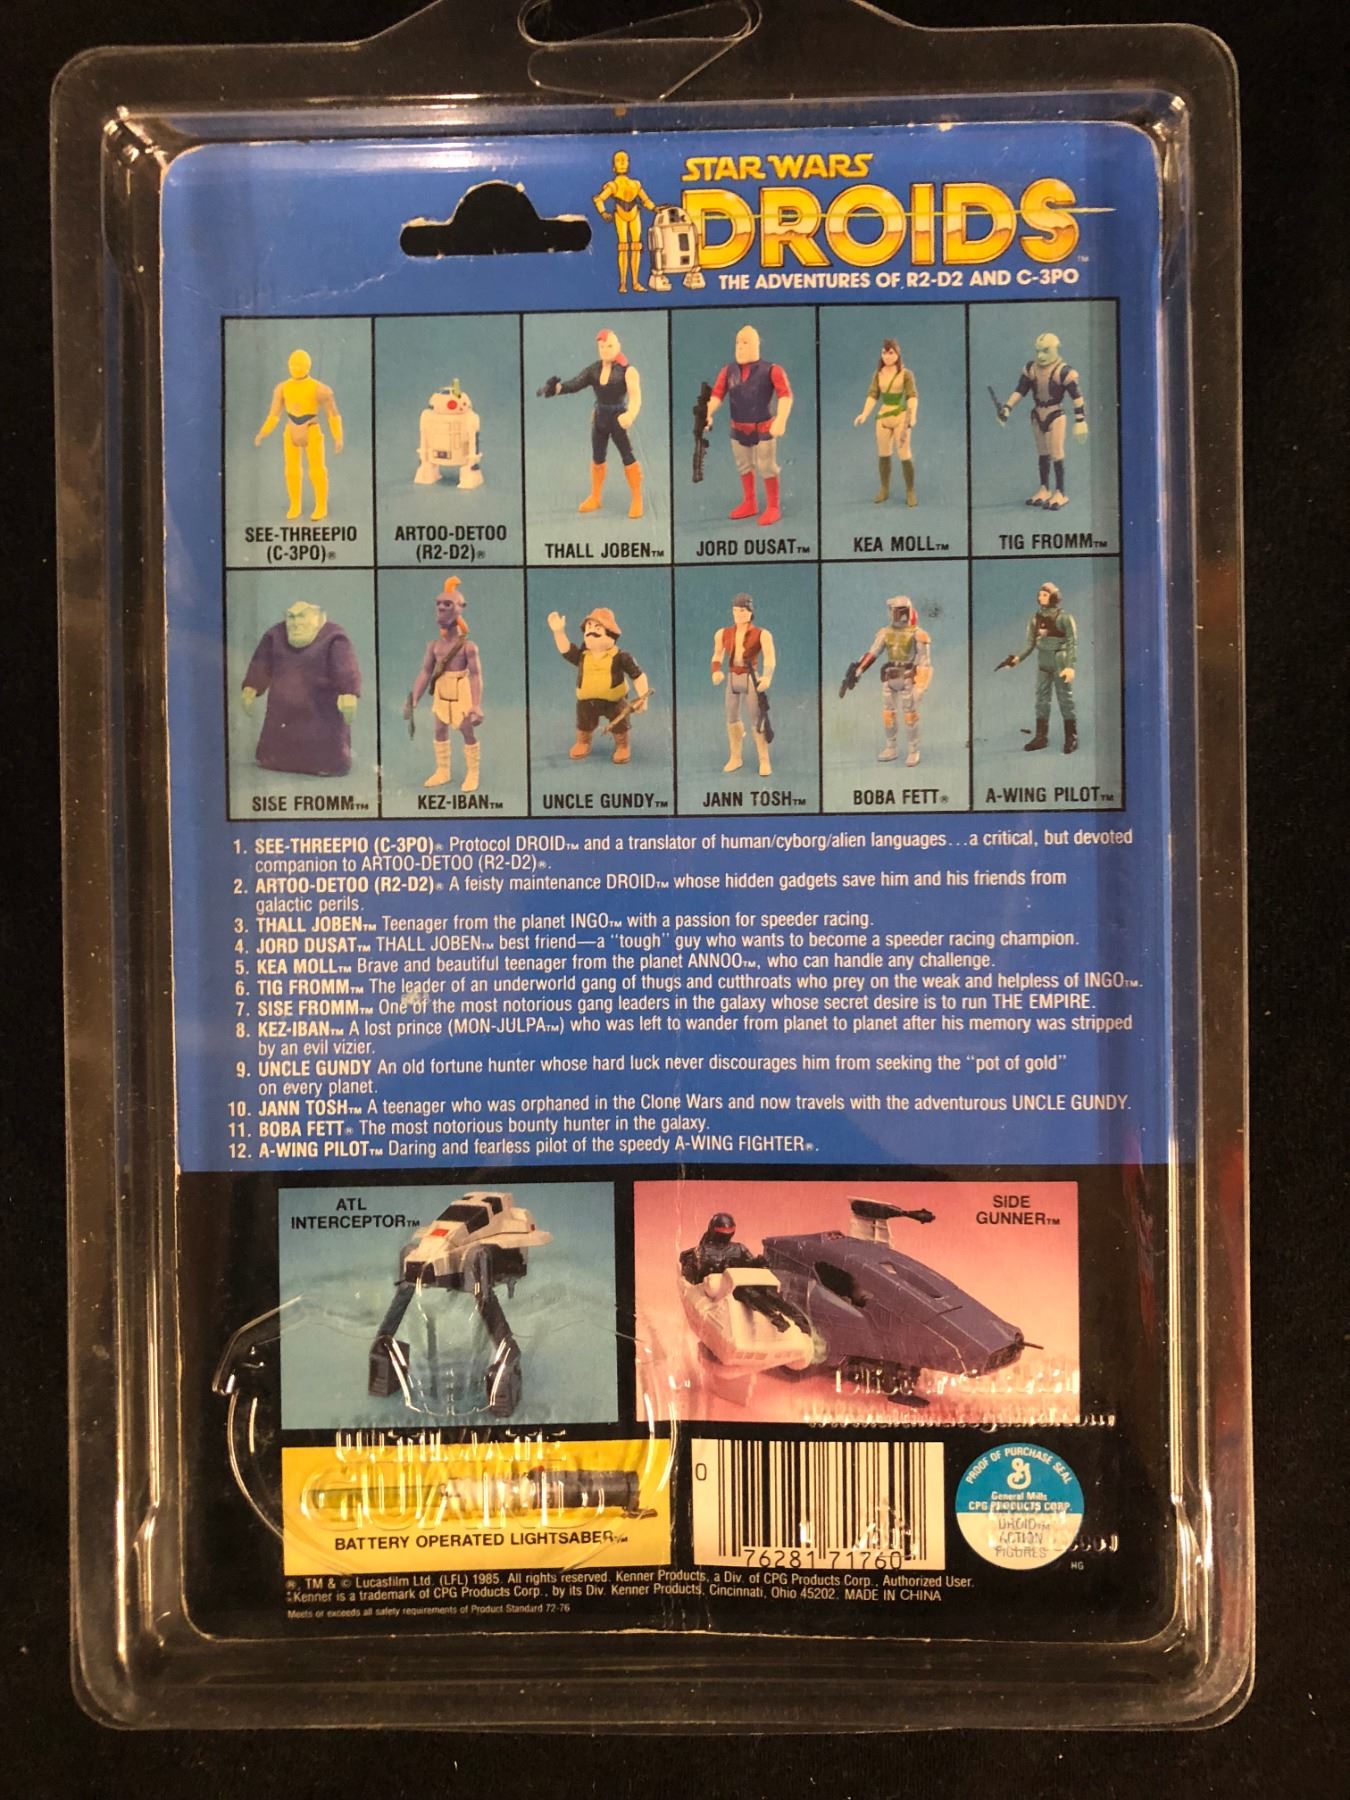 STAR WARS
DROIDS™
THE ADVENTURES OF R2-D2 AND C-3PO
SEE-THREEPIO
(C-3PO)®
ARTOO-DETOO
(R2-D2)®
THALL JOBEN™
JORD DUSAT™
KEA MOLL™
TIG FROMM™
SISE FROMM™
KEZ-IBAN™
UNCLE GUNDY™
JANN TOSH™
BOBA FETT®
A-WING PILOT™
1. SEE-THREEPIO (C-3PO)® Protocol DROID™ and a translator of human/cyborg/alien languages...a critical, but devoted
companion to ARTOO-DETOO (R2-D2)®.
2. ARTOO-DETOO (R2-D2)® A feisty maintenance DROID™ whose hidden gadgets save him and his friends from
galactic perils.
3. THALL JOBEN™ Teenager from the planet INGO™ with a passion for speeder racing.
4. JORD DUSAT™ THALL JOBEN™ best friend—a "tough" guy who wants to become a speeder racing champion.
5. KEA MOLL™ Brave and beautiful teenager from the planet ANNOO™, who can handle any challenge.
6. TIG FROMM™ The leader of an underworld gang of thugs and cutthroats who prey on the weak and helpless of INGO™.
7. SISE FROMM™ One of the most notorious gang leaders in the galaxy whose secret desire is to run THE EMPIRE.
8. KEZ-IBAN™ A lost prince (MON-JULPA™) who was left to wander from planet to planet after his memory was stripped
by an evil vizier.
9. UNCLE GUNDY An old fortune hunter whose hard luck never discourages him from seeking the "pot of gold"
on every planet.
10. JANN TOSH™ A teenager who was orphaned in the Clone Wars and now travels with the adventurous UNCLE GUNDY.
11. BOBA FETT® The most notorious bounty hunter in the galaxy.
12. A-WING PILOT™ Daring and fearless pilot of the speedy A-WING FIGHTER®.
ATL
INTERCEPTOR™
SIDE
GUNNER™
ULTIMATE
GUARD
BATTERY OPERATED LIGHTSABER™
0
76281 71760
PROOF OF PURCHASE SEAL
General Mills
CPG PRODUCTS CORP.
DROID™
ACTION
FIGURES
HG
®, TM & © Lucasfilm Ltd. (LFL) 1985. All rights reserved. Kenner Products, a Div. of CPG Products Corp., Authorized User.
Kenner is a trademark of CPG Products Corp., by its Div. Kenner Products, Cincinnati, Ohio 45202. MADE IN CHINA
Meets or exceeds all safety requirements of Product Standard 72-76